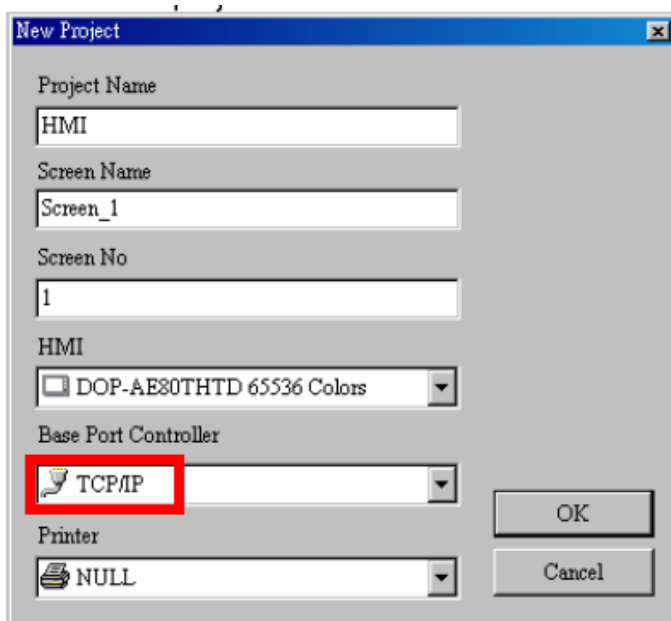 New Project
Project Name
HMI
Screen Name
Screen_1
Screen No
1
HMI
DOP-AE80THTD 65536 Colors
Base Port Controller
TCP/IP
Printer
NULL
OK
Cancel